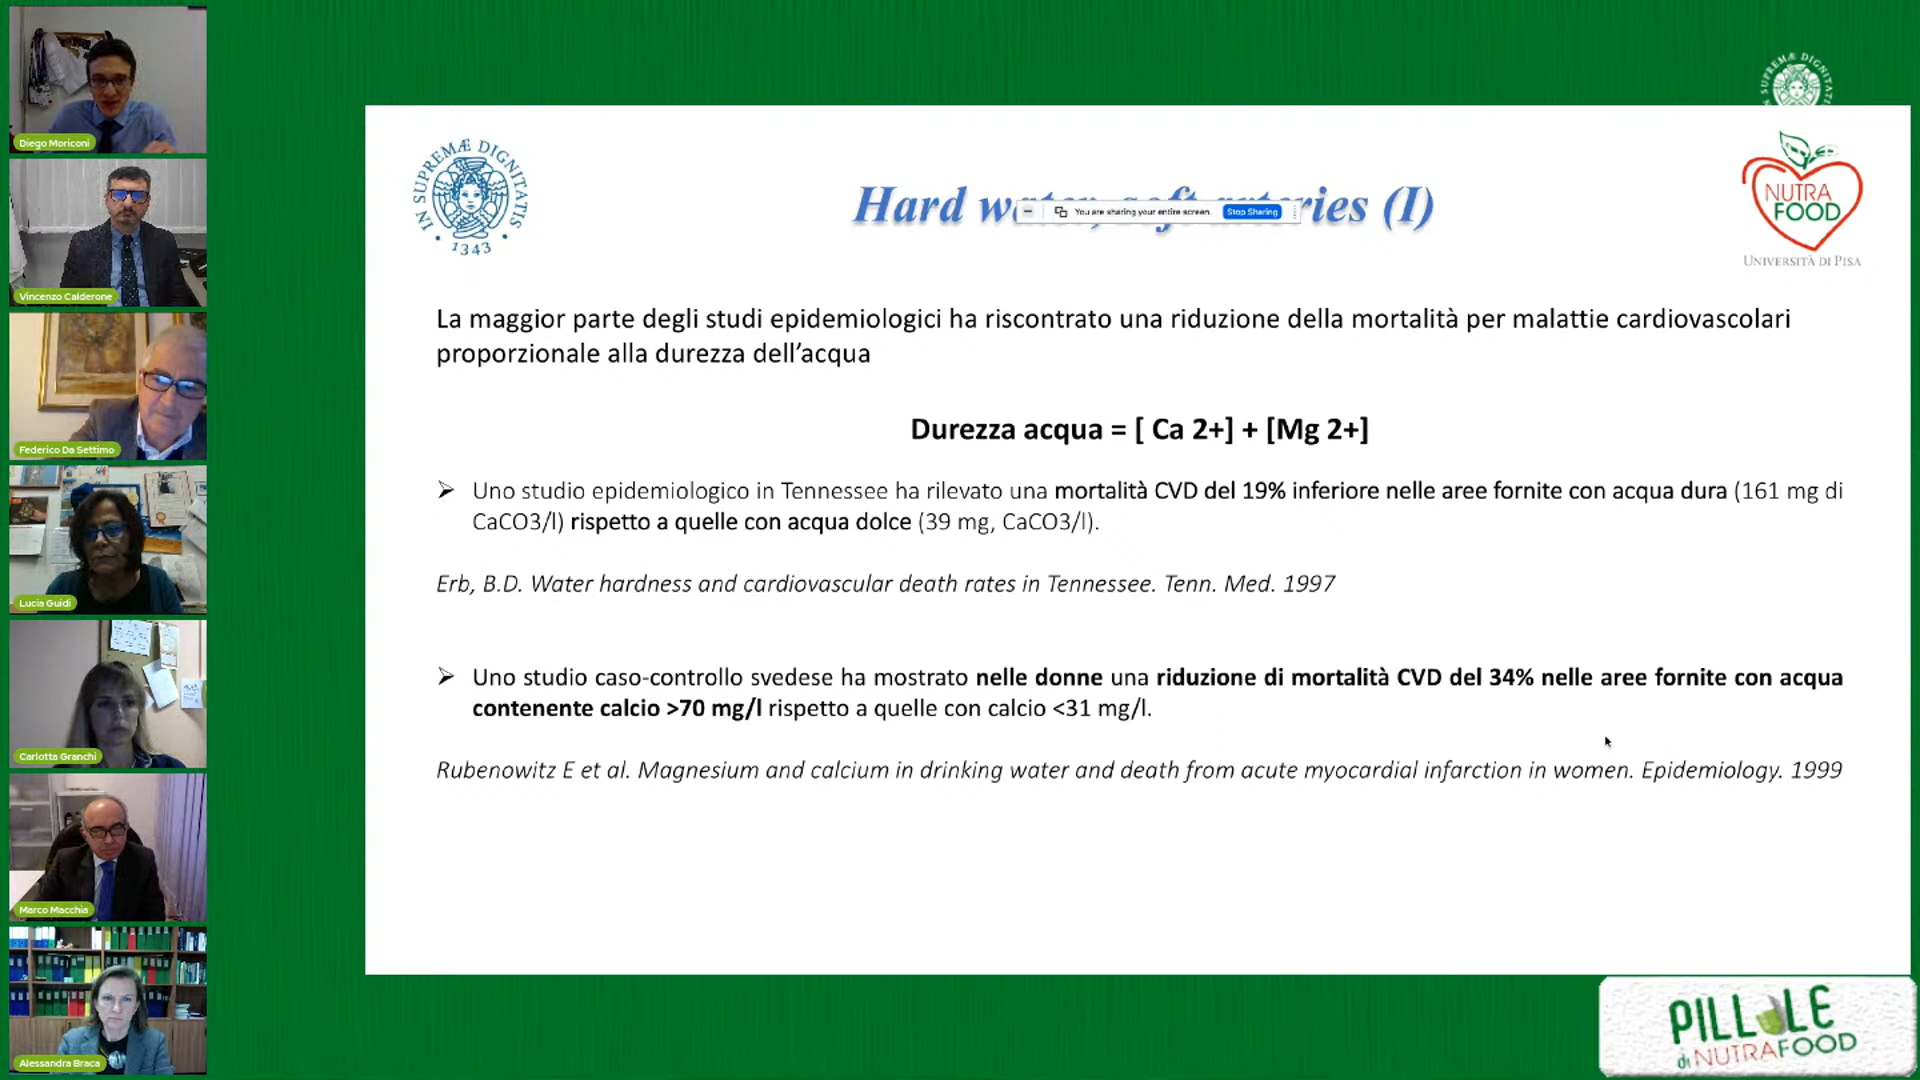 Diego Moriconi
Vincenzo Calderone
Federico Da Settimo
Lucia Guidi
Carlotta Granchi
Marco Macchia
Alessandra Braca
IN SUPREMÆ DIGNITATIS
• 1343 •
Hard water, soft arteries (I)
You are sharing your entire screen.
Stop Sharing
NUTRA
FOOD
UNIVERSITÀ DI PISA
La maggior parte degli studi epidemiologici ha riscontrato una riduzione della mortalità per malattie cardiovascolari
proporzionale alla durezza dell’acqua
Durezza acqua = [ Ca 2+] + [Mg 2+]
➢ Uno studio epidemiologico in Tennessee ha rilevato una mortalità CVD del 19% inferiore nelle aree fornite con acqua dura (161 mg di
CaCO3/l) rispetto a quelle con acqua dolce (39 mg, CaCO3/l).
Erb, B.D. Water hardness and cardiovascular death rates in Tennessee. Tenn. Med. 1997
➢ Uno studio caso-controllo svedese ha mostrato nelle donne una riduzione di mortalità CVD del 34% nelle aree fornite con acqua
contenente calcio >70 mg/l rispetto a quelle con calcio <31 mg/l.
Rubenowitz E et al. Magnesium and calcium in drinking water and death from acute myocardial infarction in women. Epidemiology. 1999
PILLOLE
di NUTRAFOOD